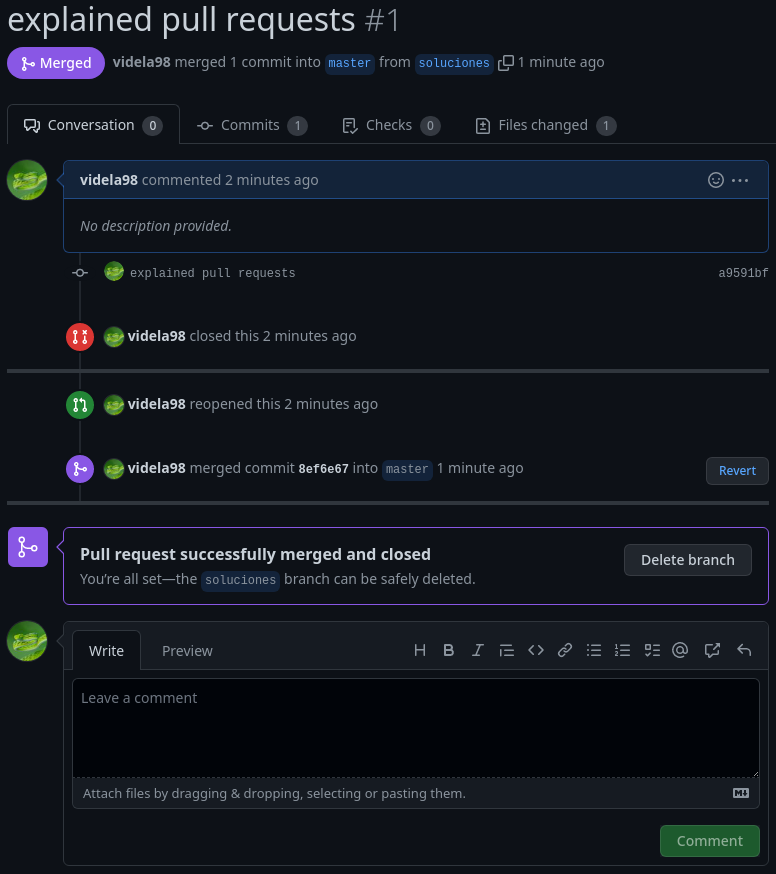 explained pull requests #1
Merged videla98 merged 1 commit into master from soluciones 1 minute ago
Conversation 0 Commits 1 Checks 0 Files changed 1
videla98 commented 2 minutes ago
No description provided.
explained pull requests a9591bf
videla98 closed this 2 minutes ago
videla98 reopened this 2 minutes ago
videla98 merged commit 8ef6e67 into master 1 minute ago Revert
Pull request successfully merged and closed
You’re all set—the soluciones branch can be safely deleted.
Delete branch
Write Preview
Leave a comment
Attach files by dragging & dropping, selecting or pasting them.
Comment